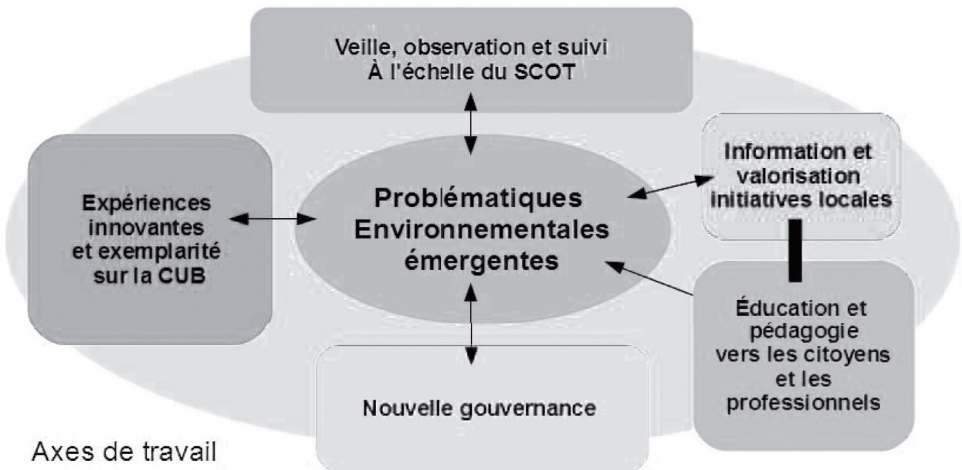 Veille, observation et suivi
À l'échelle du SCOT
Expériences
innovantes
et exemplarité
sur la CUB
Problématiques
Environnementales
émergentes
Information et
valorisation
initiatives locales
Éducation et
pédagogie
vers les citoyens
et les
professionnels
Nouvelle gouvernance
Axes de travail